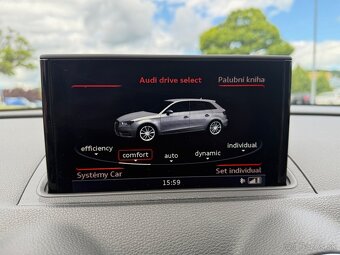 Audi drive select
Palubní kniha
efficiency
comfort
auto
dynamic
individual
Systémy Car
Set individual
15:59